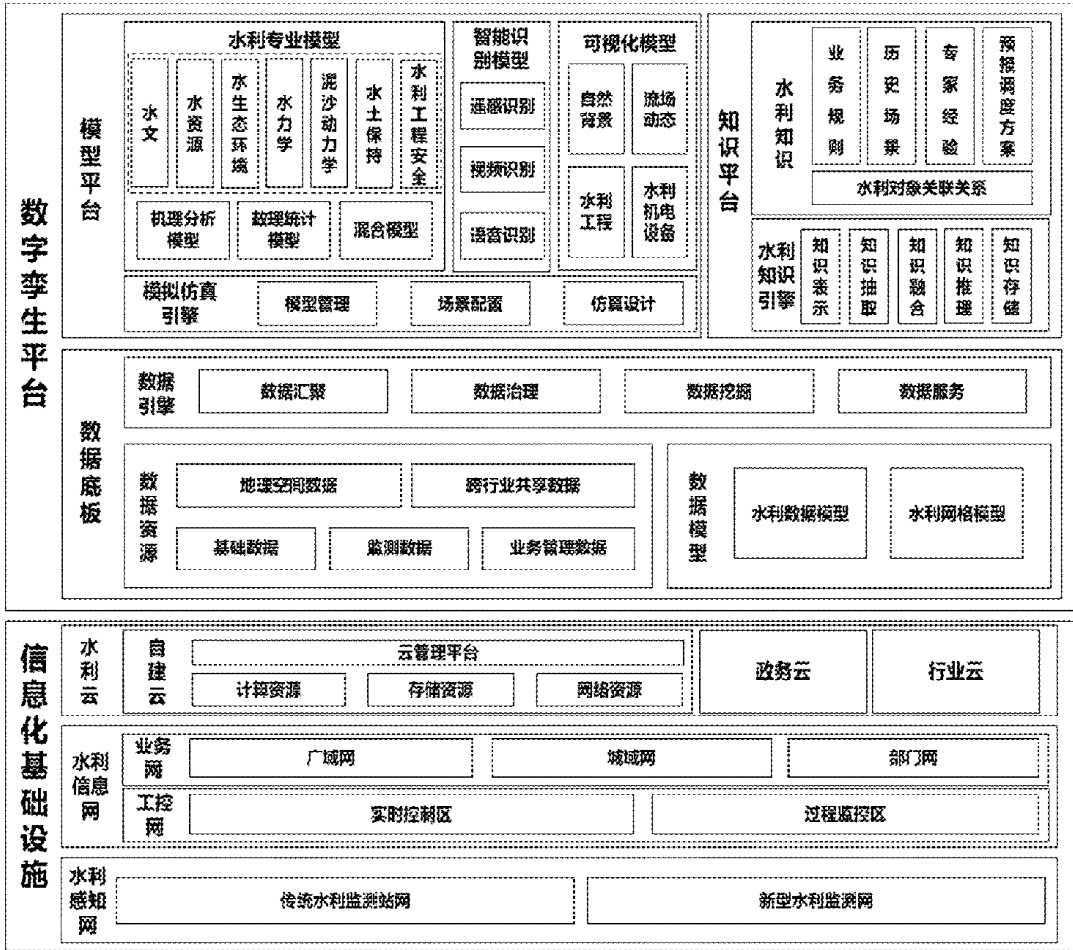 数字孪生平台
模型平台
水利专业模型
水文
水资源
水生态环境
水力学
泥沙动力学
水土保持
水利工程安全
机理分析
模型
数理统计
模型
混合模型
智能识
别模型
遥感识别
视频识别
语音识别
可视化模型
自然
背景
流场
动态
水利
工程
水利
机电
设备
模拟仿真
引擎
模型管理
场景配置
仿真设计
知识平台
水利知识
业务规则
历史场景
专家经验
预报调度方案
水利对象关联关系
水利
知识
引擎
知识表示
知识抽取
知识融合
知识推理
知识存储
数据底板
数据
引擎
数据汇聚
数据治理
数据挖掘
数据服务
数据资源
地理空间数据
跨行业共享数据
基础数据
监测数据
业务管理数据
数据模型
水利数据模型
水利网格模型
信息化基础设施
水利云
自建云
云管理平台
计算资源
存储资源
网络资源
政务云
行业云
水利
信息
网
业务
网
广域网
城域网
部门网
工控
网
实时控制区
过程监控区
水利
感知
网
传统水利监测站网
新型水利监测网